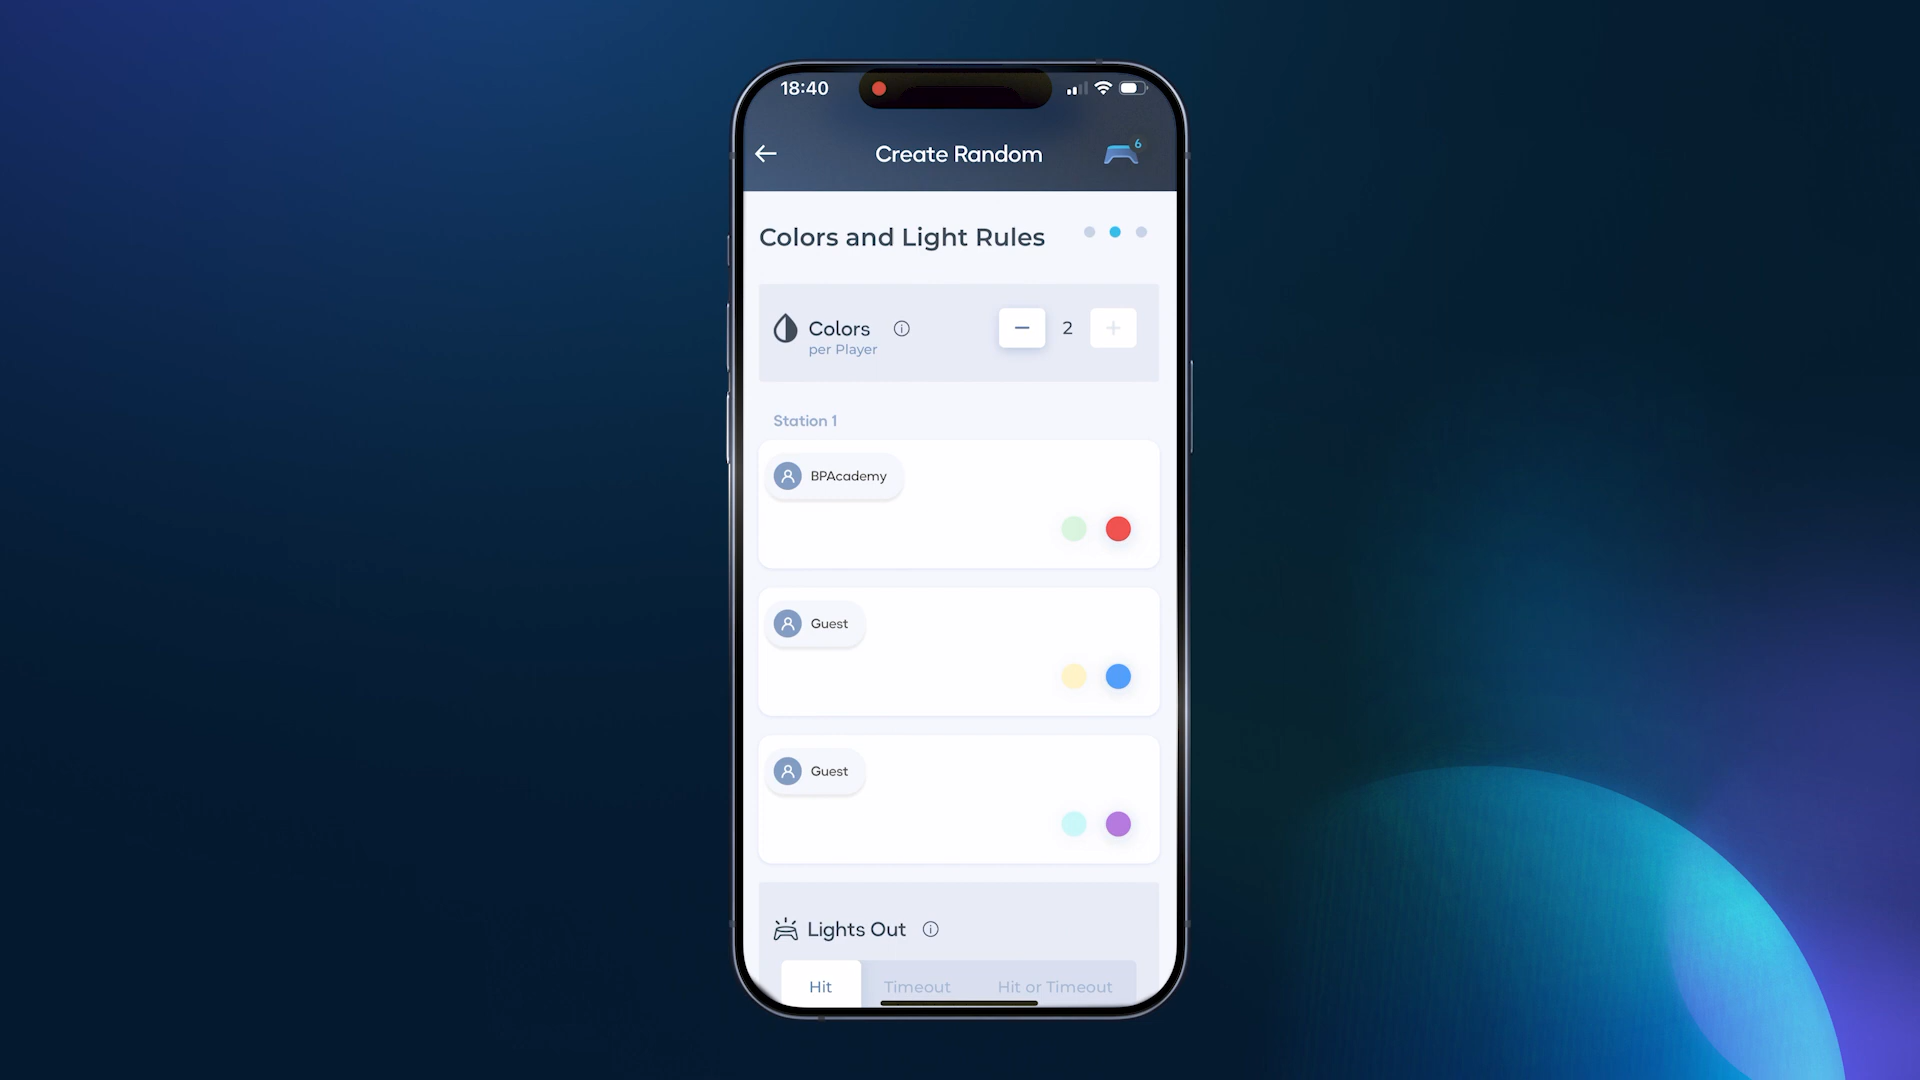 18:40
Create Random
6
Colors and Light Rules
Colors
per Player
2
Station 1
BPAcademy
Guest
Guest
Lights Out
Hit
Timeout
Hit or Timeout